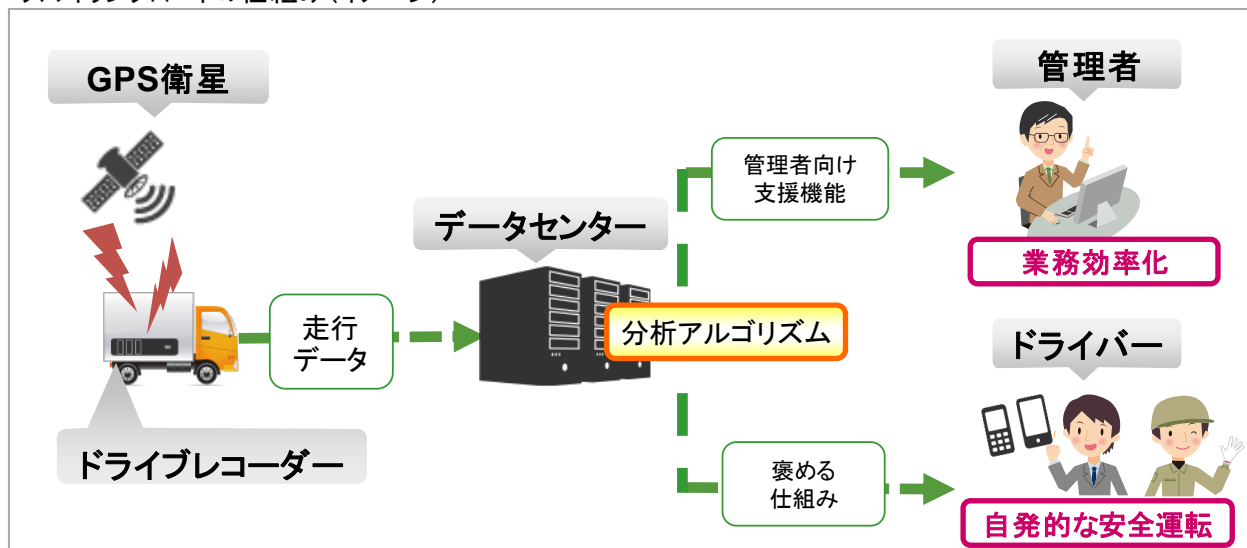 GPS衛星
管理者
管理者向け
支援機能
データセンター
業務効率化
走行
データ
分析アルゴリズム
ドライバー
ドライブレコーダー
褒める
仕組み
自発的な安全運転